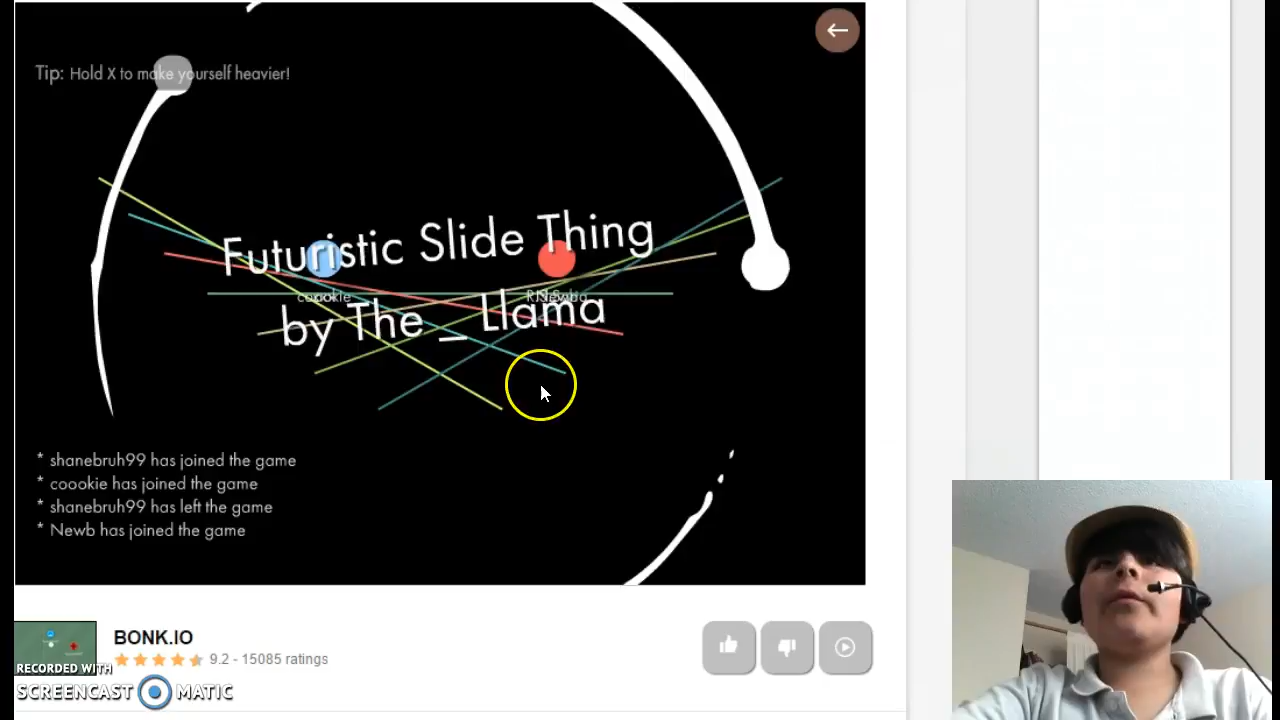 Tip: Hold X to make yourself heavier!
Futuristic Slide Thing
coookie
by The _ Llama
* shanebruh99 has joined the game
* coookie has joined the game
* shanebruh99 has left the game
* Newb has joined the game
BONK.IO
9.2 - 15085 ratings
RECORDED WITH
SCREENCAST MATIC